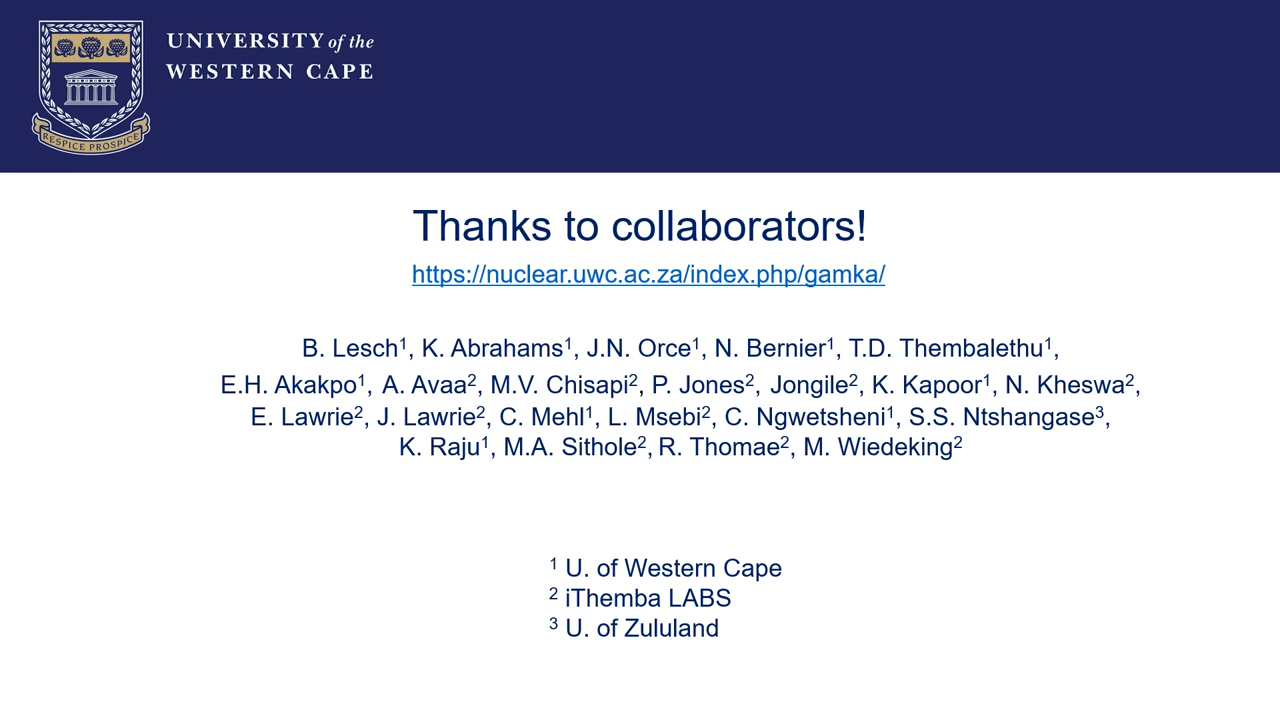 UNIVERSITY of the
WESTERN CAPE
RESPICE PROSPICE
Thanks to collaborators!
https://nuclear.uwc.ac.za/index.php/gamka/
B. Lesch¹, K. Abrahams¹, J.N. Orce¹, N. Bernier¹, T.D. Thembalethu¹,
E.H. Akakpo¹, A. Avaa², M.V. Chisapi², P. Jones², Jongile², K. Kapoor¹, N. Kheswa²,
E. Lawrie², J. Lawrie², C. Mehl¹, L. Msebi², C. Ngwetsheni¹, S.S. Ntshangase³,
K. Raju¹, M.A. Sithole², R. Thomae², M. Wiedeking²
¹ U. of Western Cape
² iThemba LABS
³ U. of Zululand